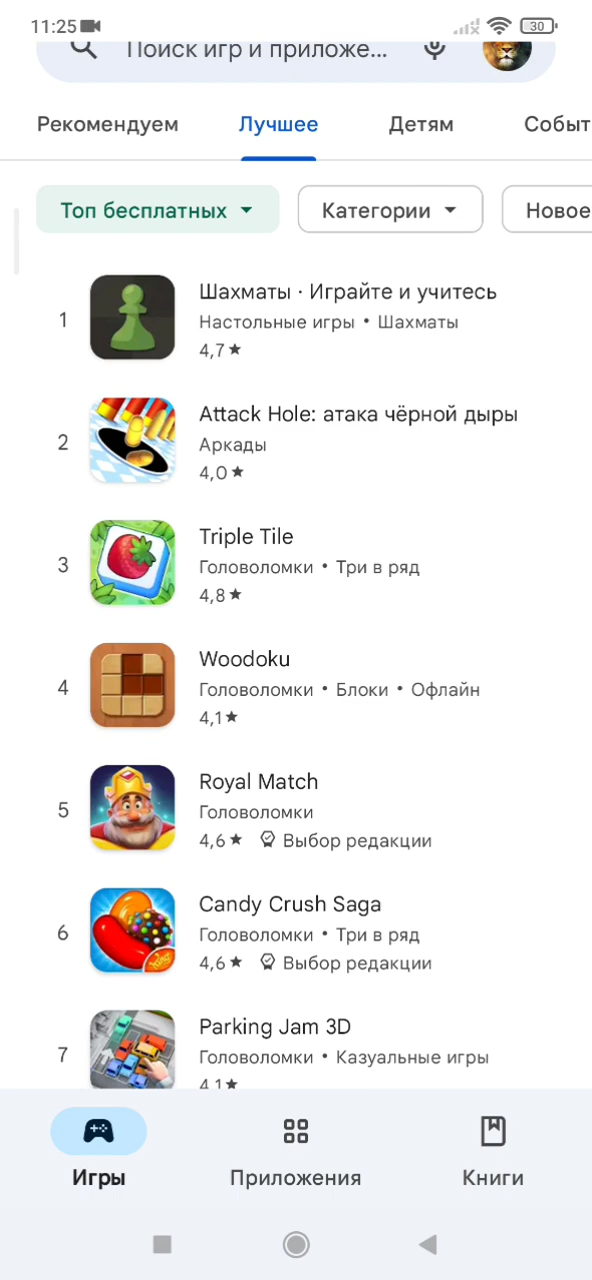 11:25
30
Поиск игр и приложе...
Рекомендуем
Лучшее
Детям
Событ
Топ бесплатных
Категории
Новое
1
Шахматы · Играйте и учитесь
Настольные игры • Шахматы
4,7★
2
Attack Hole: атака чёрной дыры
Аркады
4,0★
3
Triple Tile
Головоломки • Три в ряд
4,8★
4
Woodoku
Головоломки • Блоки • Офлайн
4,1★
5
Royal Match
Головоломки
4,6★ Выбор редакции
6
Candy Crush Saga
Головоломки • Три в ряд
4,6★ Выбор редакции
King
7
Parking Jam 3D
Головоломки • Казуальные игры
4,1★
Игры
Приложения
Книги